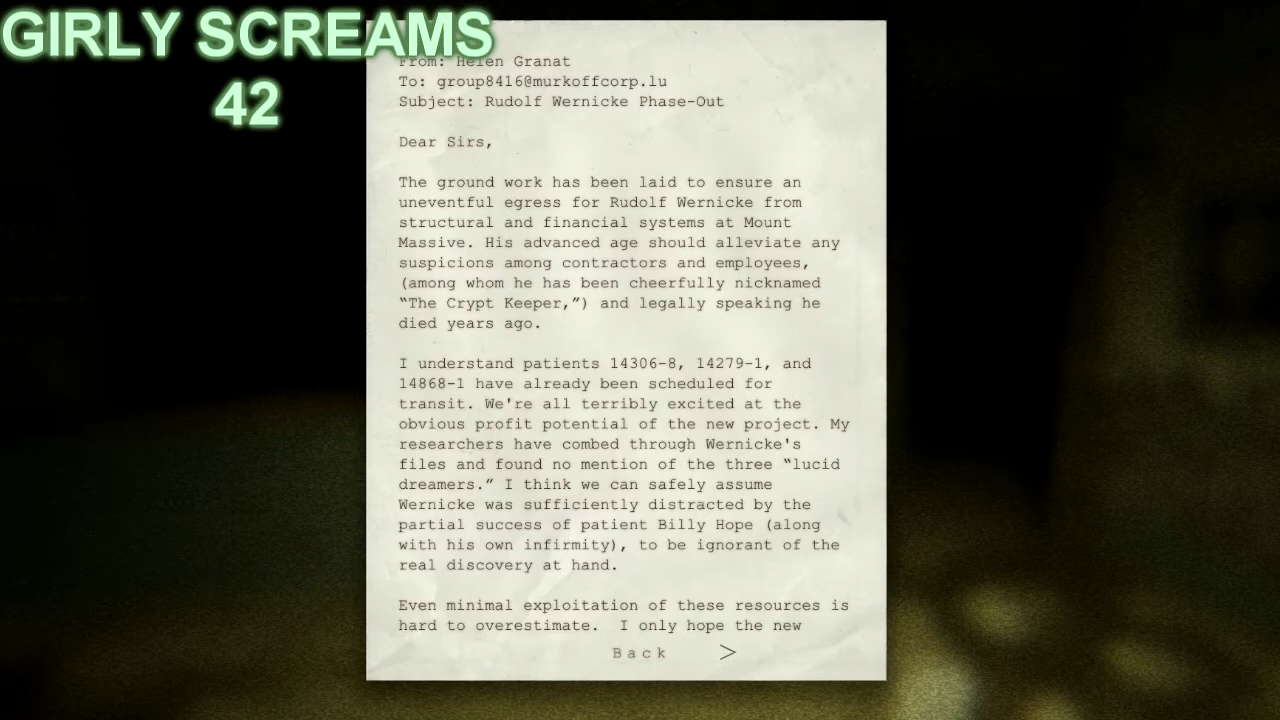 GIRLY SCREAMS
42
From: Helen Granat
To: group8416@murkoffcorp.lu
Subject: Rudolf Wernicke Phase-Out
Dear Sirs,
The ground work has been laid to ensure an
uneventful egress for Rudolf Wernicke from
structural and financial systems at Mount
Massive. His advanced age should alleviate any
suspicions among contractors and employees,
(among whom he has been cheerfully nicknamed
“The Crypt Keeper,”) and legally speaking he
died years ago.
I understand patients 14306-8, 14279-1, and
14868-1 have already been scheduled for
transit. We're all terribly excited at the
obvious profit potential of the new project. My
researchers have combed through Wernicke's
files and found no mention of the three “lucid
dreamers.” I think we can safely assume
Wernicke was sufficiently distracted by the
partial success of patient Billy Hope (along
with his own infirmity), to be ignorant of the
real discovery at hand.
Even minimal exploitation of these resources is
hard to overestimate. I only hope the new
Back >